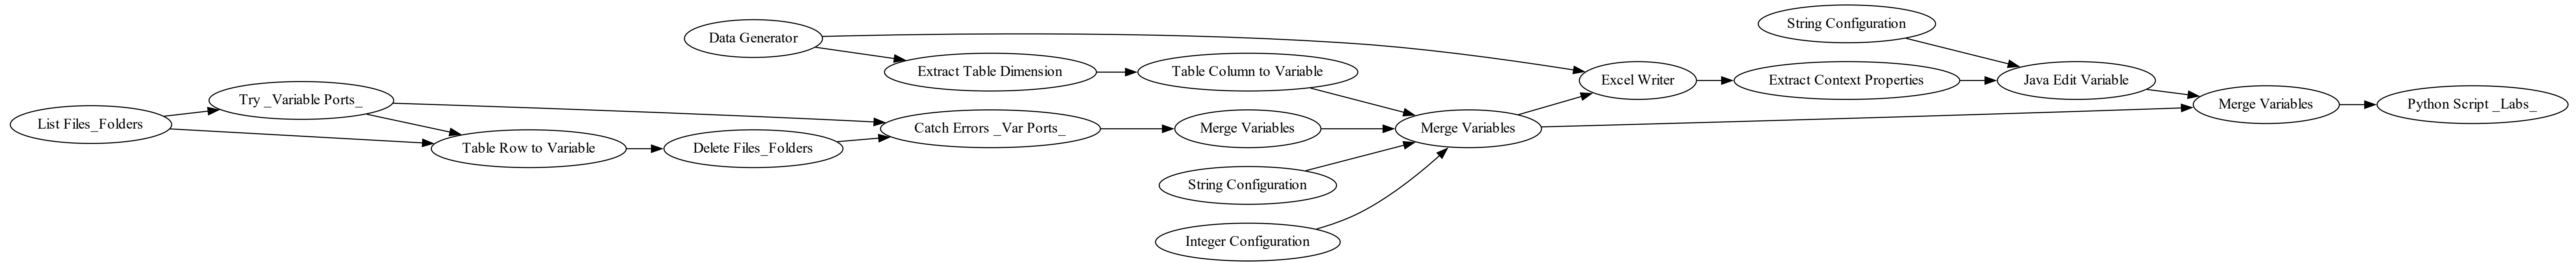 String Configuration
Data Generator
Extract Table Dimension
Table Column to Variable
Excel Writer
Extract Context Properties
Java Edit Variable
Try _Variable Ports_
Merge Variables
Python Script _Labs_
List Files_Folders
Catch Errors _Var Ports_
Merge Variables
Merge Variables
Table Row to Variable
Delete Files_Folders
String Configuration
Integer Configuration